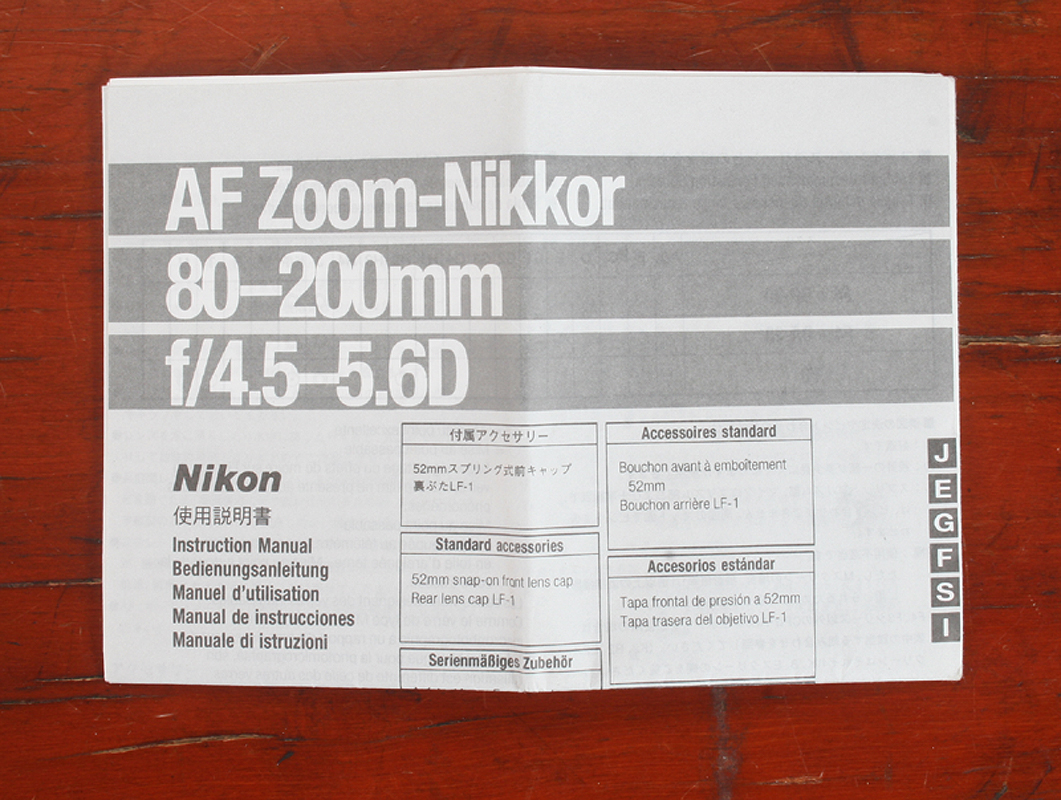 AF Zoom-Nikkor
80–200mm
f/4.5–5.6D
Nikon
使用説明書
Instruction Manual
Bedienungsanleitung
Manuel d'utilisation
Manual de instrucciones
Manuale di istruzioni
付属アクセサリー
52mmスプリング式前キャップ
裏ぶたLF-1
Standard accessories
52mm snap-on front lens cap
Rear lens cap LF-1
Serienmäßiges Zubehör
Accessoires standard
Bouchon avant à emboîtement
52mm
Bouchon arrière LF-1
Accesorios estándar
Tapa frontal de presión a 52mm
Tapa trasera del objetivo LF-1
J
E
G
F
S
I